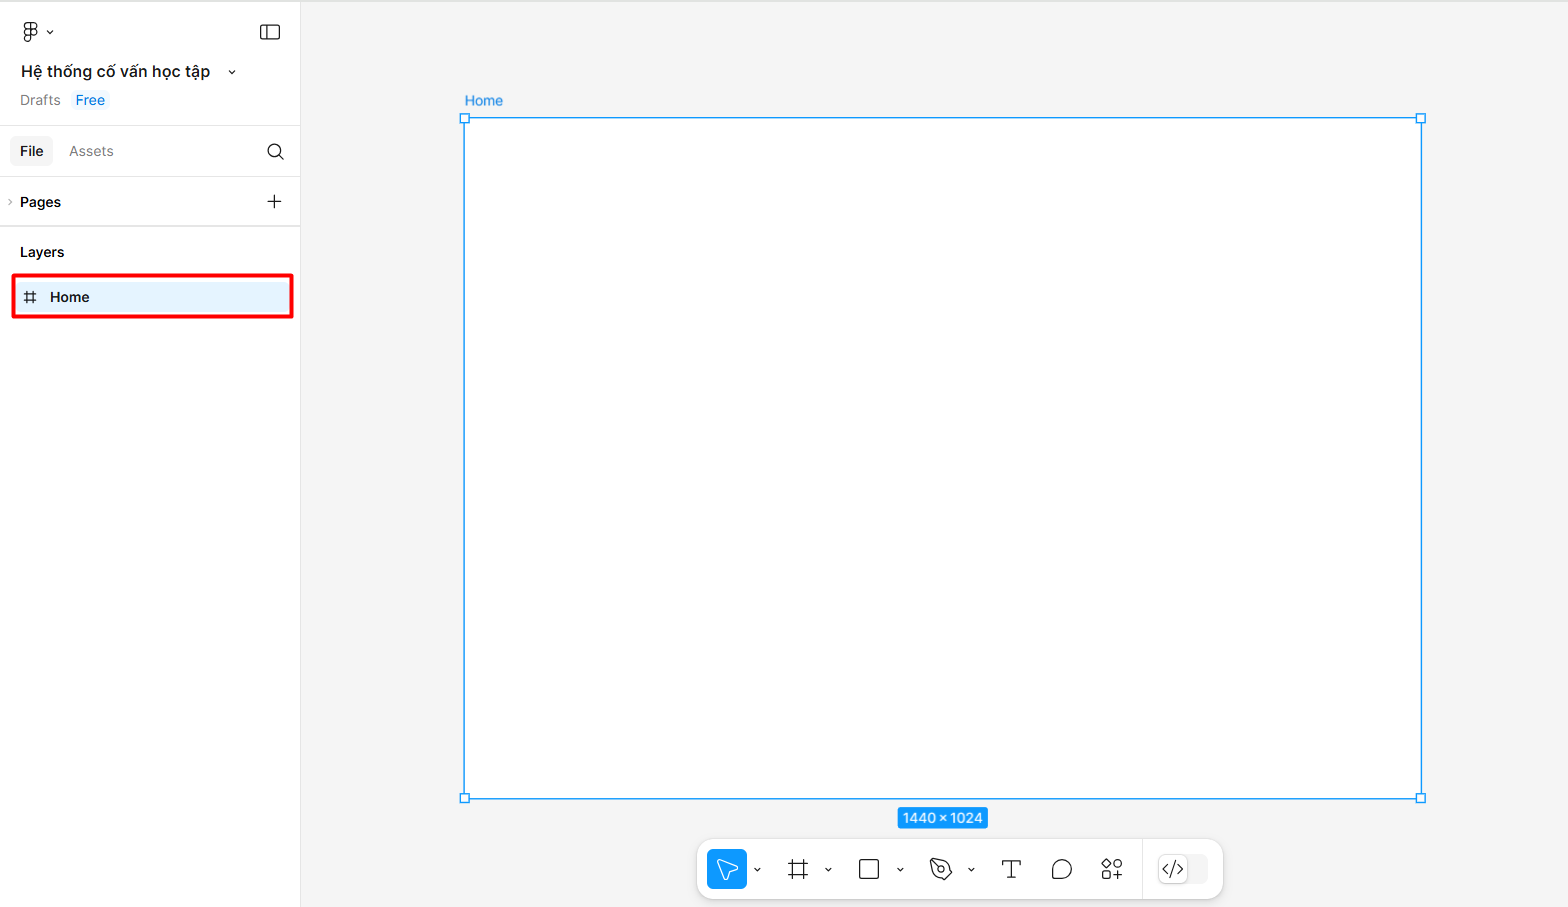 Hệ thống cố vấn học tập
Drafts Free
File Assets
Pages
Layers
Home
Home
1440 × 1024